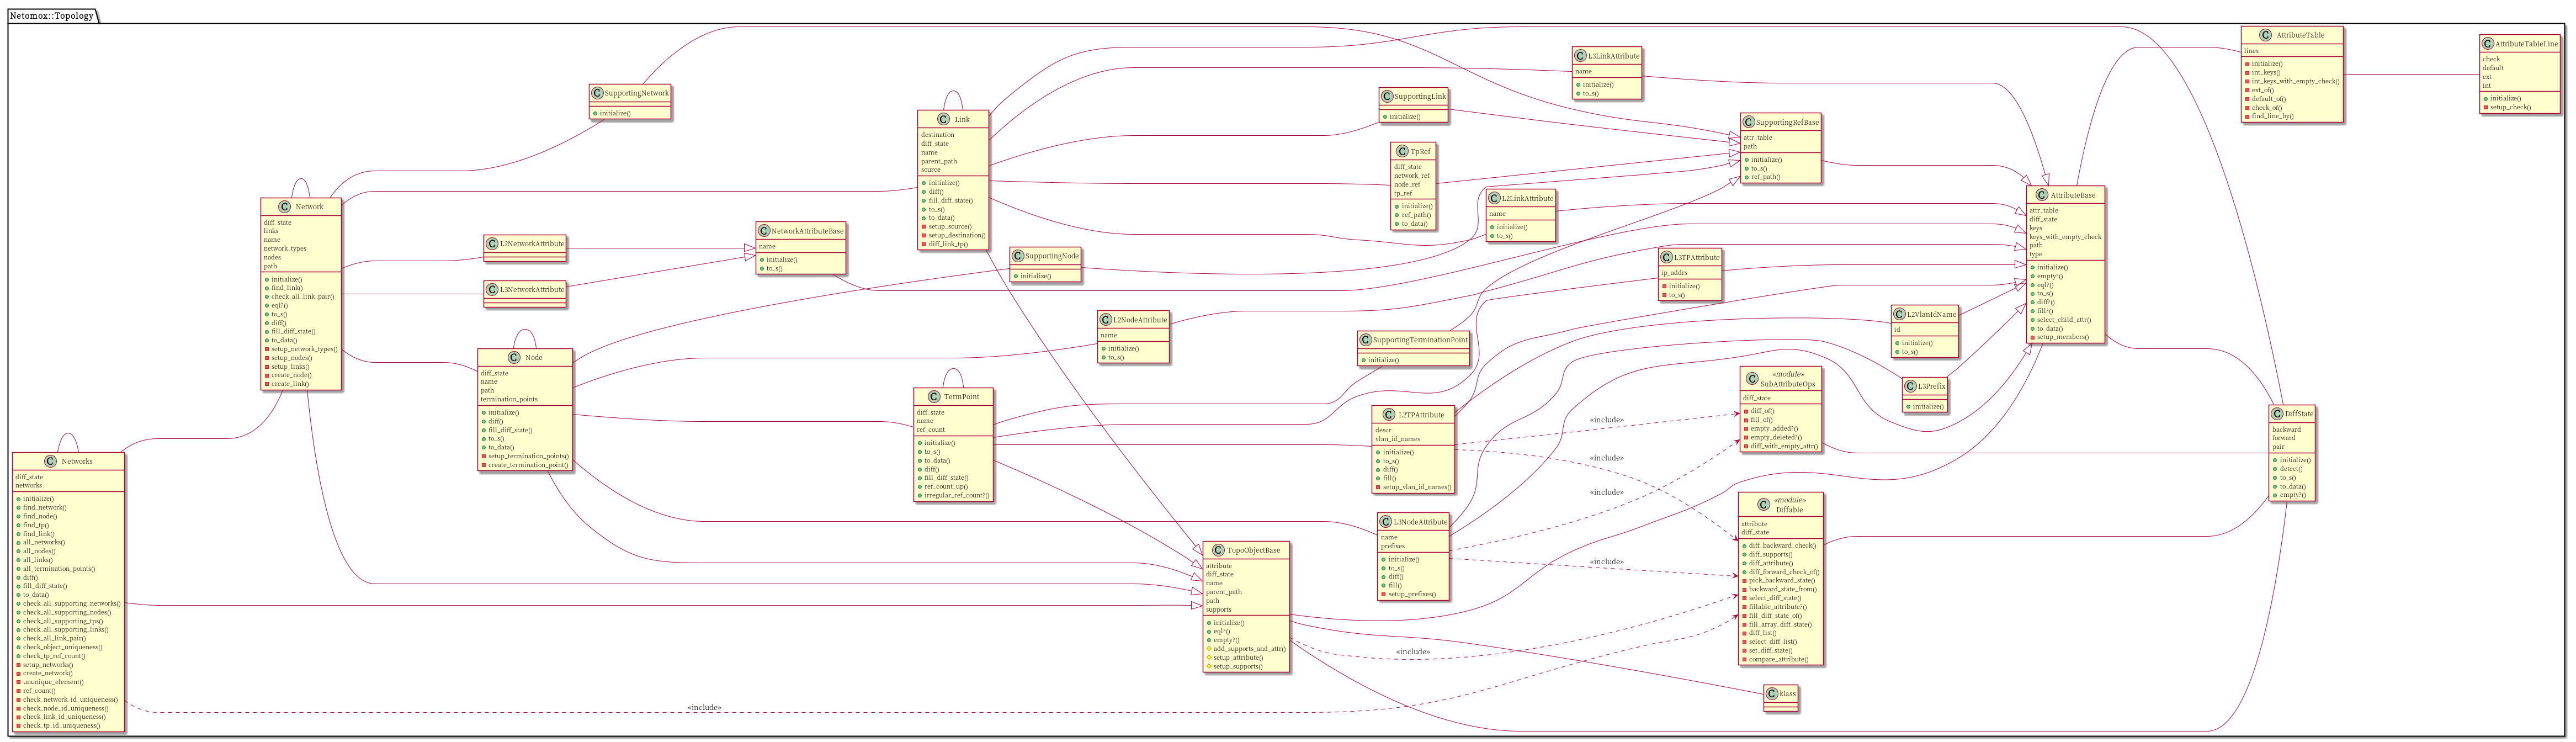 Netomox::Topology
Networks
diff_state
networks
initialize()
find_network()
find_node()
find_tp()
find_link()
all_networks()
all_nodes()
all_links()
all_termination_points()
diff()
fill_diff_state()
to_data()
check_all_supporting_networks()
check_all_supporting_nodes()
check_all_supporting_tps()
check_all_supporting_links()
check_all_link_pair()
check_object_uniqueness()
check_tp_ref_count()
setup_networks()
create_network()
ununique_element()
ref_count()
check_network_id_uniqueness()
check_node_id_uniqueness()
check_link_id_uniqueness()
check_tp_id_uniqueness()
Network
diff_state
links
name
network_types
nodes
path
initialize()
find_link()
check_all_link_pair()
eql?()
to_s()
diff()
fill_diff_state()
to_data()
setup_network_types()
setup_nodes()
setup_links()
create_node()
create_link()
SupportingNetwork
initialize()
L2NetworkAttribute
L3NetworkAttribute
Node
diff_state
name
path
termination_points
initialize()
diff()
fill_diff_state()
to_s()
to_data()
setup_termination_points()
create_termination_point()
NetworkAttributeBase
name
initialize()
to_s()
Link
destination
diff_state
name
parent_path
source
initialize()
diff()
fill_diff_state()
to_s()
to_data()
setup_source()
setup_destination()
diff_link_tp()
SupportingNode
initialize()
TermPoint
diff_state
name
ref_count
initialize()
to_s()
to_data()
diff()
fill_diff_state()
ref_count_up()
irregular_ref_count?()
L2NodeAttribute
name
initialize()
to_s()
TopoObjectBase
attribute
diff_state
name
parent_path
path
supports
initialize()
eql?()
empty?()
add_supports_and_attr()
setup_attribute()
setup_supports()
SupportingLink
initialize()
TpRef
diff_state
network_ref
node_ref
tp_ref
initialize()
ref_path()
to_data()
L2LinkAttribute
name
initialize()
to_s()
SupportingTerminationPoint
initialize()
L2TPAttribute
descr
vlan_id_names
initialize()
to_s()
diff()
fill()
setup_vlan_id_names()
L3NodeAttribute
name
prefixes
initialize()
to_s()
diff()
fill()
setup_prefixes()
L3LinkAttribute
name
initialize()
to_s()
L3TPAttribute
ip_addrs
initialize()
to_s()
«include»
«include»
«include»
«include»
«include»
«include»
SupportingRefBase
attr_table
path
initialize()
to_s()
ref_path()
«module»
SubAttributeOps
diff_state
diff_of()
fill_of()
empty_added?()
empty_deleted?()
diff_with_empty_attr()
«module»
Diffable
attribute
diff_state
diff_backward_check()
diff_supports()
diff_attribute()
diff_forward_check_of()
pick_backward_state()
backward_state_from()
select_diff_state()
fillable_attribute?()
fill_diff_state_of()
fill_array_diff_state()
diff_list()
select_diff_list()
set_diff_state()
compare_attribute()
klass
L2VlanIdName
id
initialize()
to_s()
L3Prefix
initialize()
AttributeBase
attr_table
diff_state
keys
keys_with_empty_check
path
type
initialize()
empty?()
eql?()
to_s()
diff?()
fill?()
select_child_attr()
to_data()
setup_members()
AttributeTable
lines
initialize()
int_keys()
int_keys_with_empty_check()
ext_of()
default_of()
check_of()
find_line_by()
DiffState
backward
forward
pair
initialize()
detect()
to_s()
to_data()
empty?()
AttributeTableLine
check
default
ext
int
initialize()
setup_check()